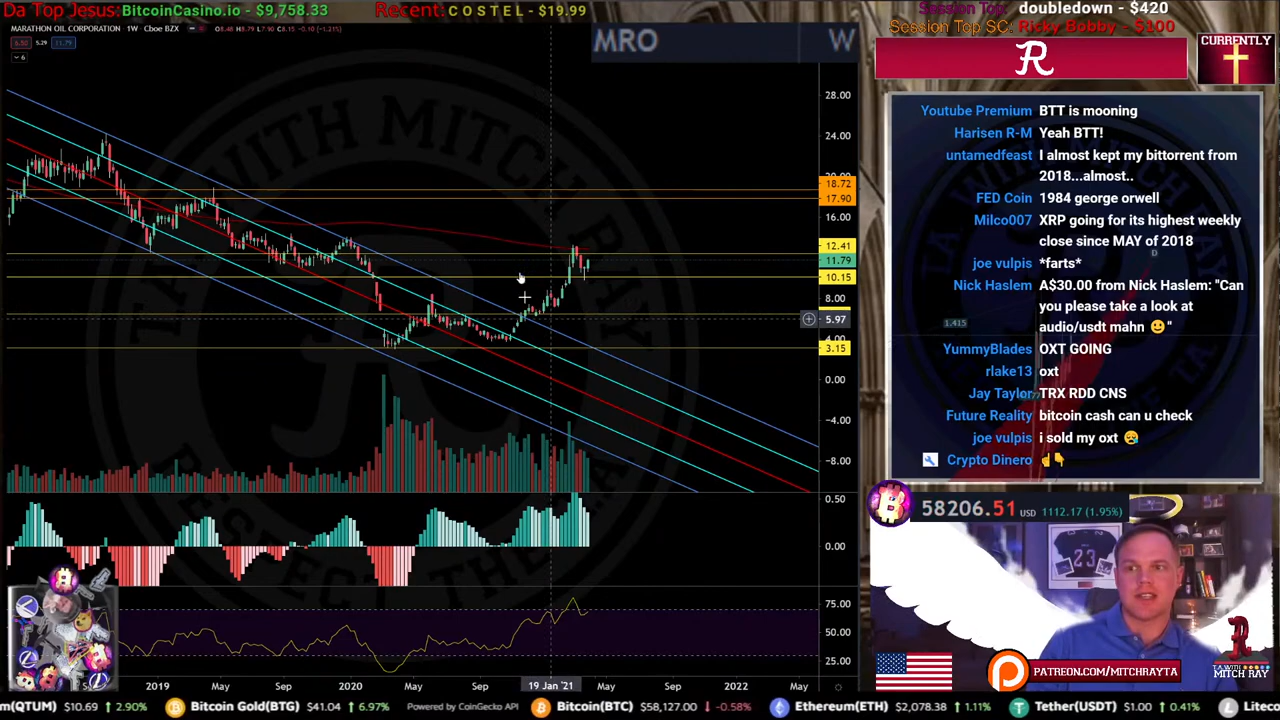 Da Top Jesus:BitcoinCasino.io - $9,758.33
Recent:C O S T E L - $19.99
Session Top: doubledown - $420
Session Top SC: Ricky Bobby - $100
MARATHON OIL CORPORATION · 1W · Cboe BZX
5.29
11.79
6
MRO
W
R
CURRENTLY
28.00
24.00
18.72
17.90
16.00
12.41
11.79
10.15
8.00
5.97
3.15
0.00
−4.00
−8.00
0.50
0.00
75.00
50.00
25.00
2019
May
Sep
2020
May
Sep
19 Jan '21
May
Sep
2022
May
Youtube Premium BTT is mooning
Harisen R-M Yeah BTT!
untamedfeast I almost kept my bittorrent from
2018...almost..
FED Coin 1984 george orwell
Milco007 XRP going for its highest weekly
close since MAY of 2018
joe vulpis *farts*
Nick Haslem A$30.00 from Nick Haslem: "Can
you please take a look at
audio/usdt mahn 😀 "
1.415
YummyBlades OXT GOING
rlake13 oxt
Jay Taylor TRX RDD CNS
Future Reality bitcoin cash can u check
joe vulpis i sold my oxt 😢
Crypto Dinero ☝👇
58206.51 USD 1112.17 (1.95%)
23
PATREON.COM/MITCHRAYTA
R
T.A.WITH
MITCH RAY
m(QTUM) $10.69 2.90%
Bitcoin Gold(BTG) $41.04 6.97%
Powered by CoinGecko API
Bitcoin(BTC) $58,127.00 -0.58%
Ethereum(ETH) $2,078.38 1.11%
Tether(USDT) $1.00 0.41%
Liteco